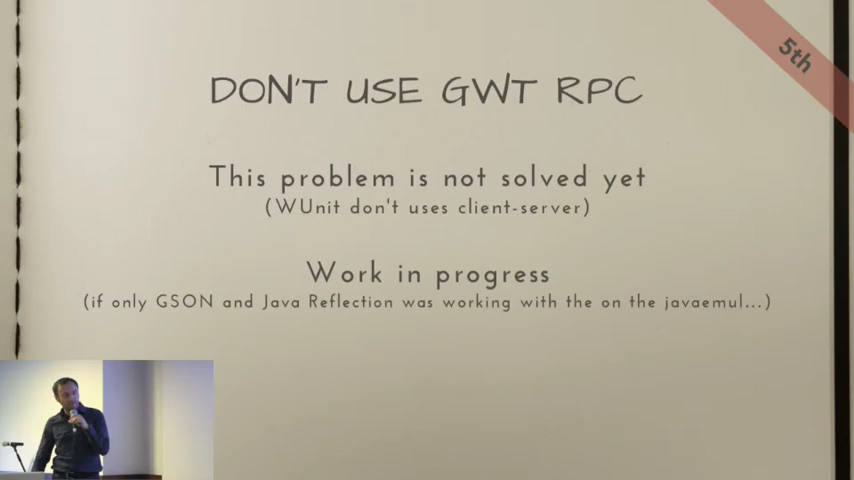 5th
DON'T USE GWT RPC
This problem is not solved yet
(WUnit don't uses client-server)
Work in progress
(if only GSON and Java Reflection was working with the on the javaemul...)